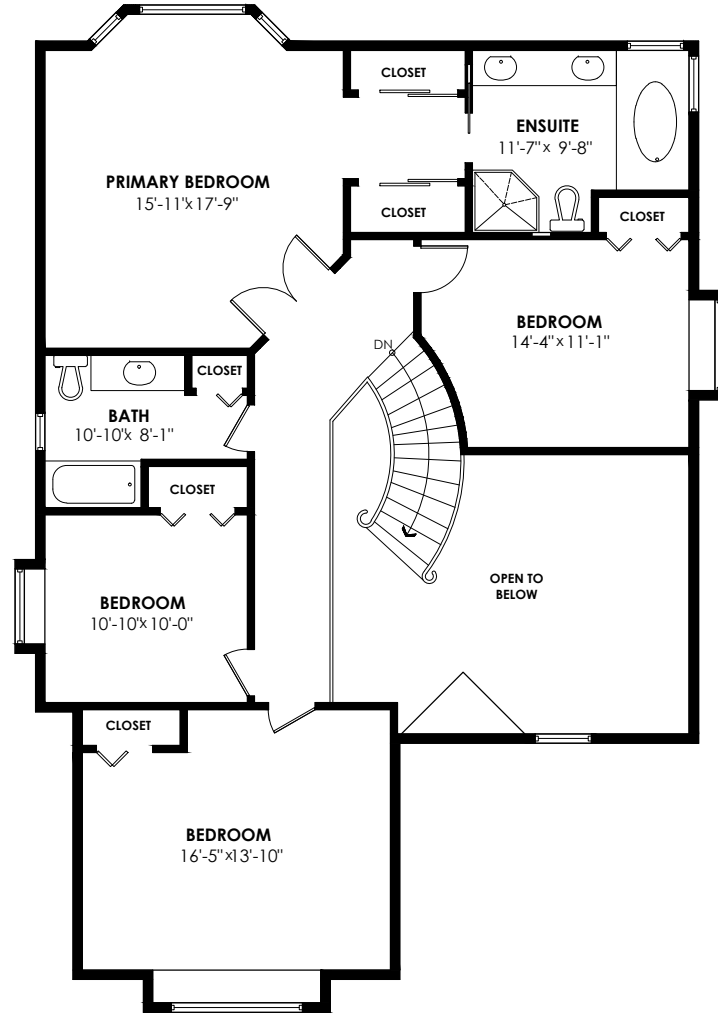 CLOSET
ENSUITE
11'-7" x 9'-8"
PRIMARY BEDROOM
15'-11" x 17'-9"
CLOSET
CLOSET
BEDROOM
14'-4" x 11'-1"
DN
CLOSET
BATH
10'-10" x 8'-1"
CLOSET
OPEN TO
BELOW
BEDROOM
10'-10" x 10'-0"
CLOSET
BEDROOM
16'-5" x 13'-10"